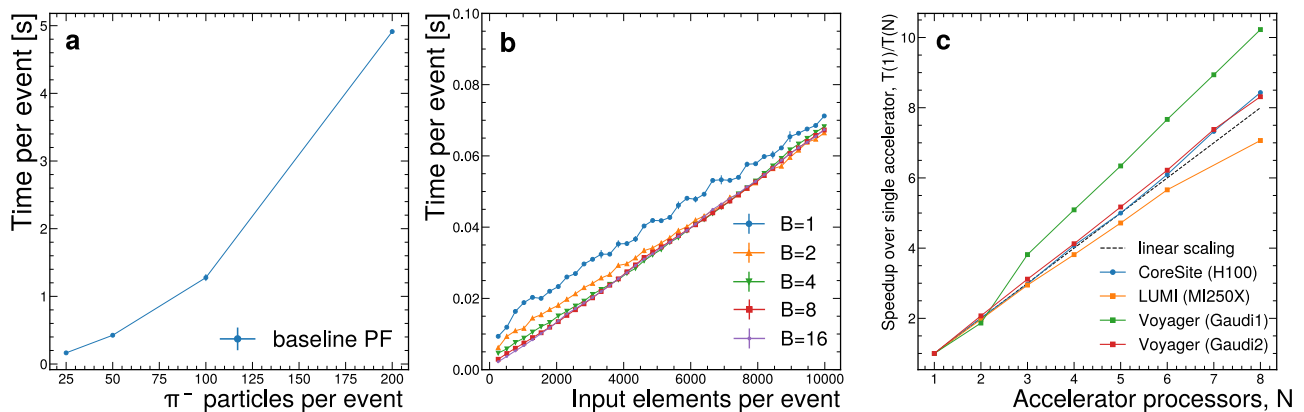 a
Time per event [s]
5
4
3
2
1
0
25 50 75 100 125 150 175 200
π⁻ particles per event
baseline PF
b
Time per event [s]
0.10
0.08
0.06
0.04
0.02
0.00
0 2000 4000 6000 8000 10000
Input elements per event
B=1
B=2
B=4
B=8
B=16
c
Speedup over single accelerator, T(1)/T(N)
10
8
6
4
2
1 2 3 4 5 6 7 8
Accelerator processors, N
linear scaling
CoreSite (H100)
LUMI (MI250X)
Voyager (Gaudi1)
Voyager (Gaudi2)